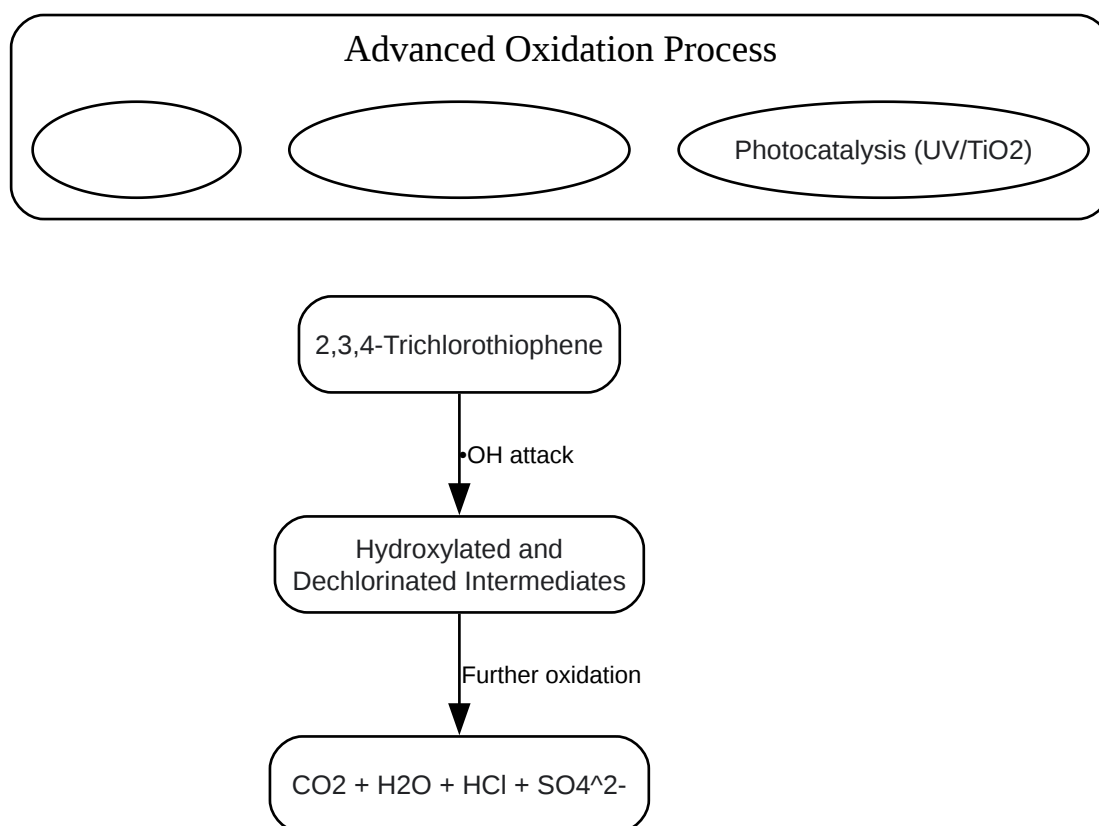 Advanced Oxidation Process
Photocatalysis (UV/TiO2)
2,3,4-Trichlorothiophene
•OH attack
Hydroxylated and
Dechlorinated Intermediates
Further oxidation
CO2 + H2O + HCl + SO4^2-